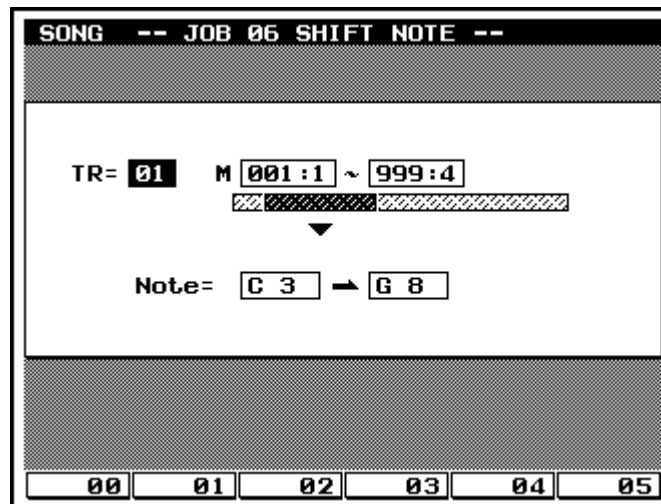 SONG -- JOB 06 SHIFT NOTE --
TR= 01 M 001:1 ~ 999:4
Note= C 3 → G 8
00 01 02 03 04 05